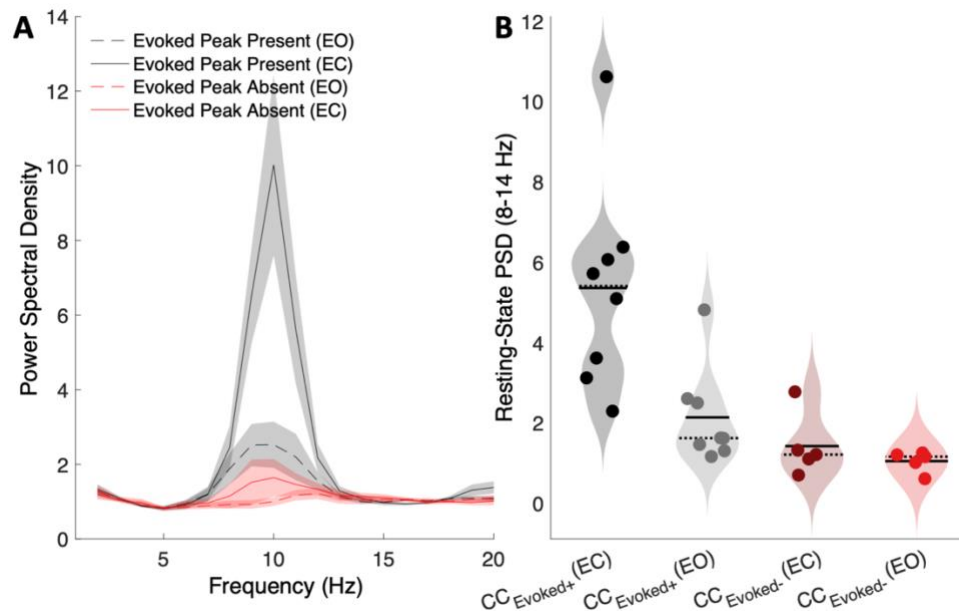 A
Power Spectral Density
14
12
10
8
6
4
2
0
Evoked Peak Present (EO)
Evoked Peak Present (EC)
Evoked Peak Absent (EO)
Evoked Peak Absent (EC)
5
10
15
20
Frequency (Hz)
B
Resting-State PSD (8-14 Hz)
12
10
8
6
4
2
0
CC Evoked+ (EC)
CC Evoked+ (EO)
CC Evoked- (EC)
CC Evoked- (EO)